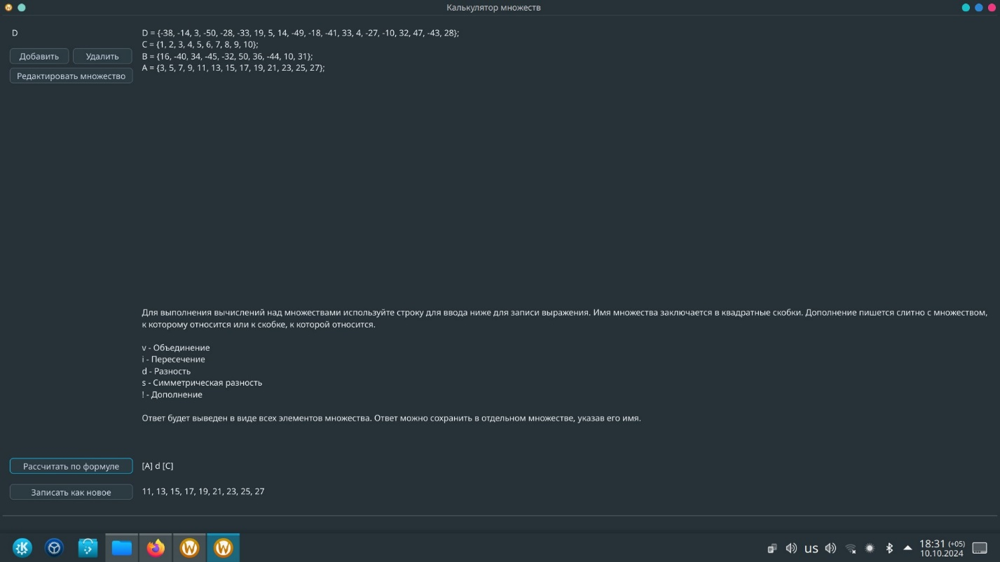 Калькулятор множеств
D
D = {-38, -14, 3, -50, -28, -33, 19, 5, 14, -49, -18, -41, 33, 4, -27, -10, 32, 47, -43, 28};
C = {1, 2, 3, 4, 5, 6, 7, 8, 9, 10};
B = {16, -40, 34, -45, -32, 50, 36, -44, 10, 31};
A = {3, 5, 7, 9, 11, 13, 15, 17, 19, 21, 23, 25, 27};
Добавить
Удалить
Редактировать множество
Для выполнения вычислений над множествами используйте строку для ввода ниже для записи выражения. Имя множества заключается в квадратные скобки. Дополнение пишется слитно с множеством,
к которому относится или к скобке, к которой относится.
v - Объединение
i - Пересечение
d - Разность
s - Симметрическая разность
! - Дополнение
Ответ будет выведен в виде всех элементов множества. Ответ можно сохранить в отдельном множестве, указав его имя.
Рассчитать по формуле
[A] d [C]
Записать как новое
11, 13, 15, 17, 19, 21, 23, 25, 27
us
18:31 (+05)
10.10.2024